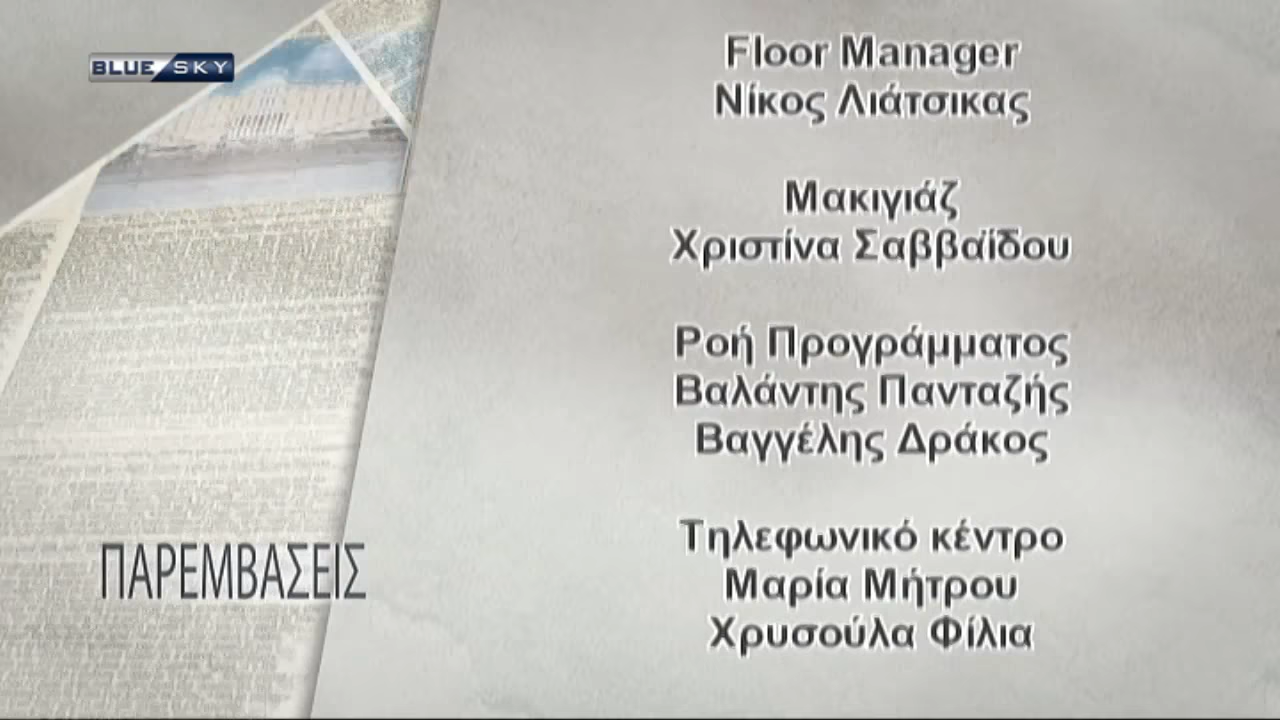 BLUE SKY
Floor Manager
Νίκος Λιάτσικας
Μακιγιάζ
Χριστίνα Σαββαΐδου
Ροή Προγράμματος
Βαλάντης Πανταζής
Βαγγέλης Δράκος
Τηλεφωνικό κέντρο
Μαρία Μήτρου
Χρυσούλα Φίλια
ΠΑΡΕΜΒΑΣΕΙΣ